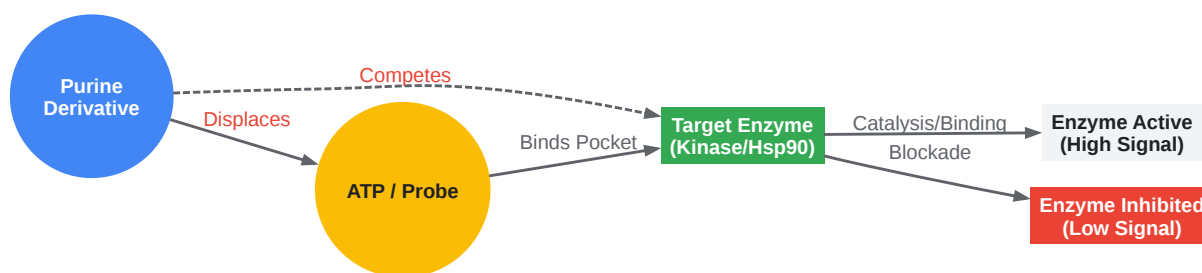 Purine
Derivative
Displaces
Competes
ATP / Probe
Binds Pocket
Target Enzyme
(Kinase/Hsp90)
Catalysis/Binding
Blockade
Enzyme Active
(High Signal)
Enzyme Inhibited
(Low Signal)